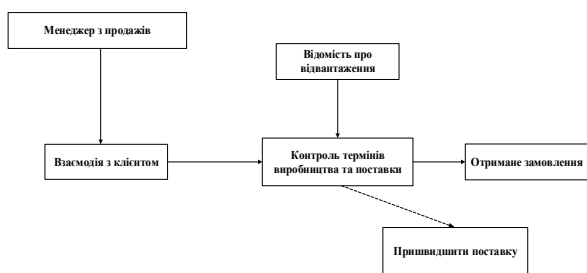 Менеджер з продажів
Відомість про
відвантаження
Взаємодія з клієнтом
Контроль термінів
виробництва та поставки
Отримане замовлення
Пришвидшити поставку